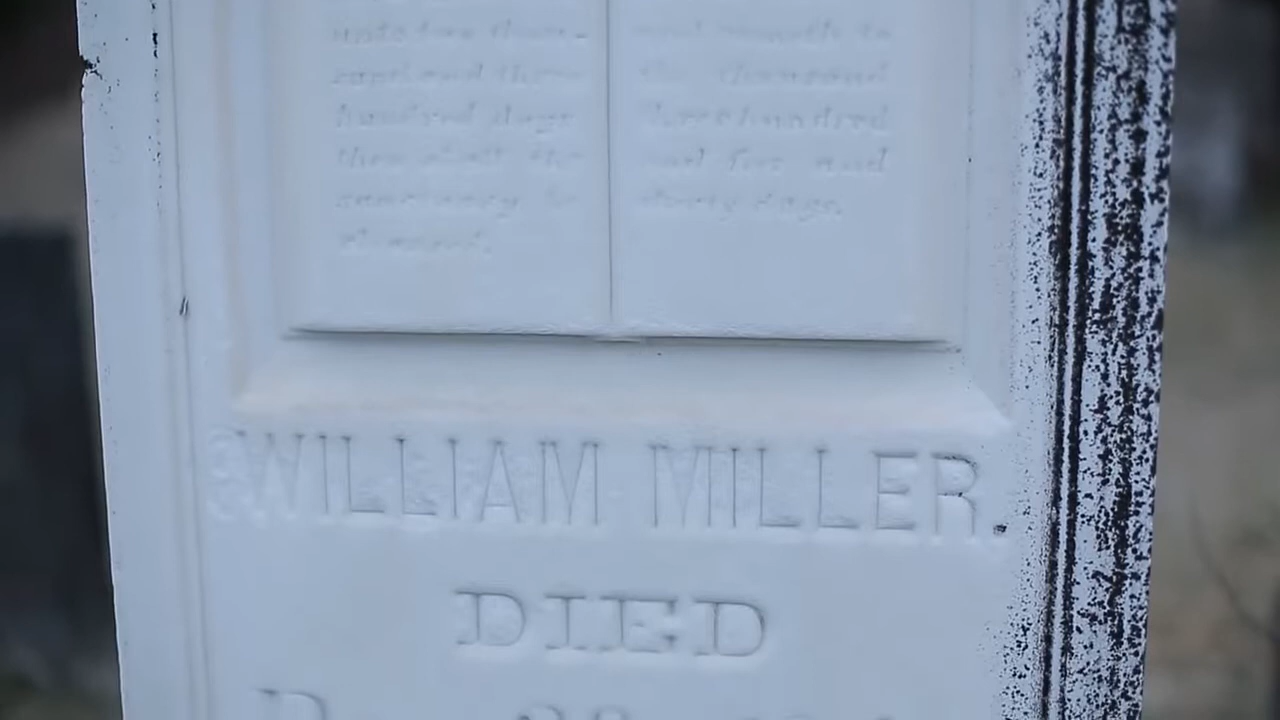 unto two thou-
sand and three
hundred days
then shall the
sanctuary be
cleansed.
and cometh to
the thousand
three hundred
and five and
thirty days.
WILLIAM MILLER.
DIED